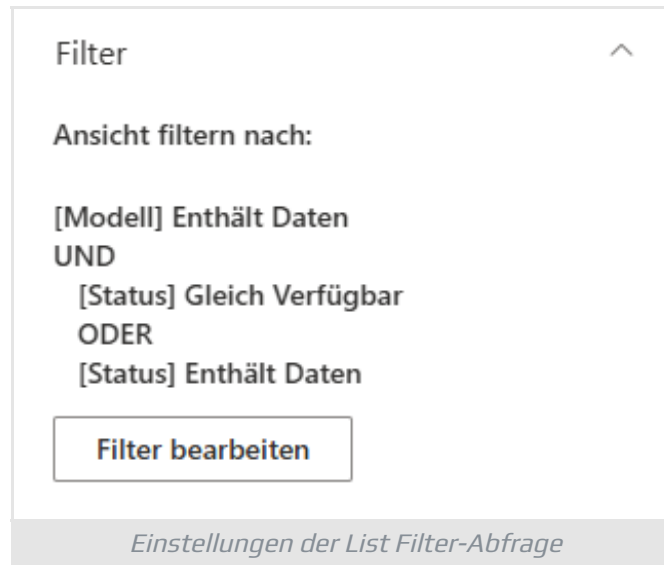 Filter
Ansicht filtern nach:
[Modell] Enthält Daten
UND
[Status] Gleich Verfügbar
ODER
[Status] Enthält Daten
Filter bearbeiten
Einstellungen der List Filter-Abfrage